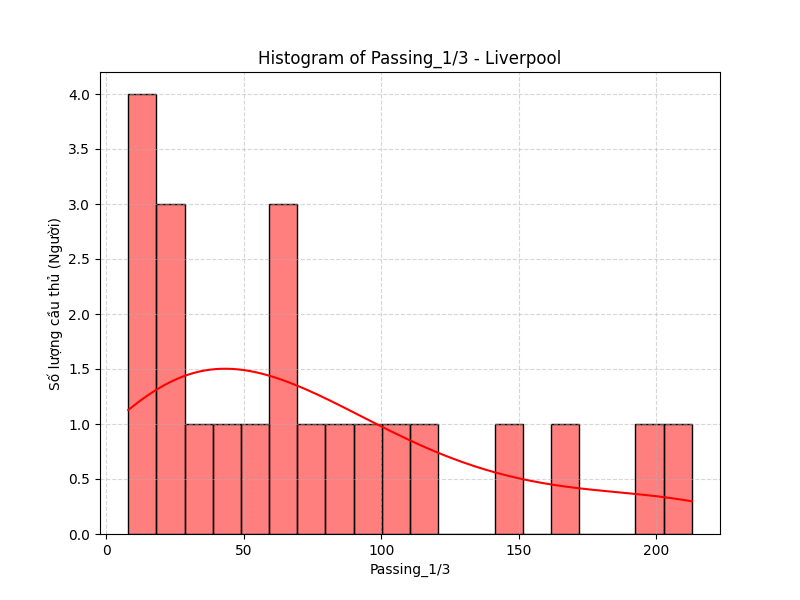 Histogram of Passing_1/3 - Liverpool
Số lượng cầu thủ (Người)
4.0
3.5
3.0
2.5
2.0
1.5
1.0
0.5
0.0
0 50 100 150 200
Passing_1/3